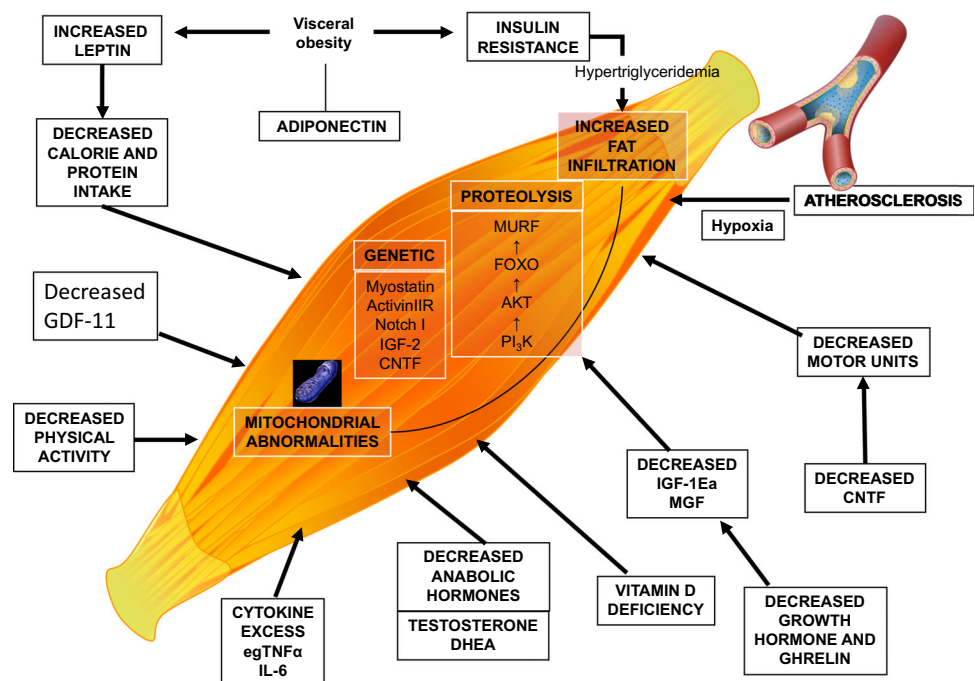 INCREASED
LEPTIN
Visceral
obesity
INSULIN
RESISTANCE
Hypertriglyceridemia
ADIPONECTIN
DECREASED
CALORIE AND
PROTEIN
INTAKE
INCREASED
FAT
INFILTRATION
PROTEOLYSIS
MURF
↑
FOXO
↑
AKT
↑
PI₃K
ATHEROSCLEROSIS
Hypoxia
GENETIC
Myostatin
ActivinIIR
Notch I
IGF-2
CNTF
Decreased
GDF-11
DECREASED
MOTOR UNITS
MITOCHONDRIAL
ABNORMALITIES
DECREASED
PHYSICAL
ACTIVITY
DECREASED
IGF-1Ea
MGF
DECREASED
CNTF
CYTOKINE
EXCESS
egTNFα
IL-6
DECREASED
ANABOLIC
HORMONES
TESTOSTERONE
DHEA
VITAMIN D
DEFICIENCY
DECREASED
GROWTH
HORMONE AND
GHRELIN